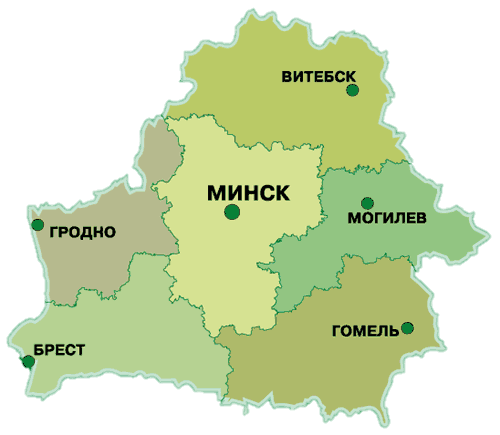 ВИТЕБСК
МИНСК
МОГИЛЕВ
ГРОДНО
ГОМЕЛЬ
БРЕСТ